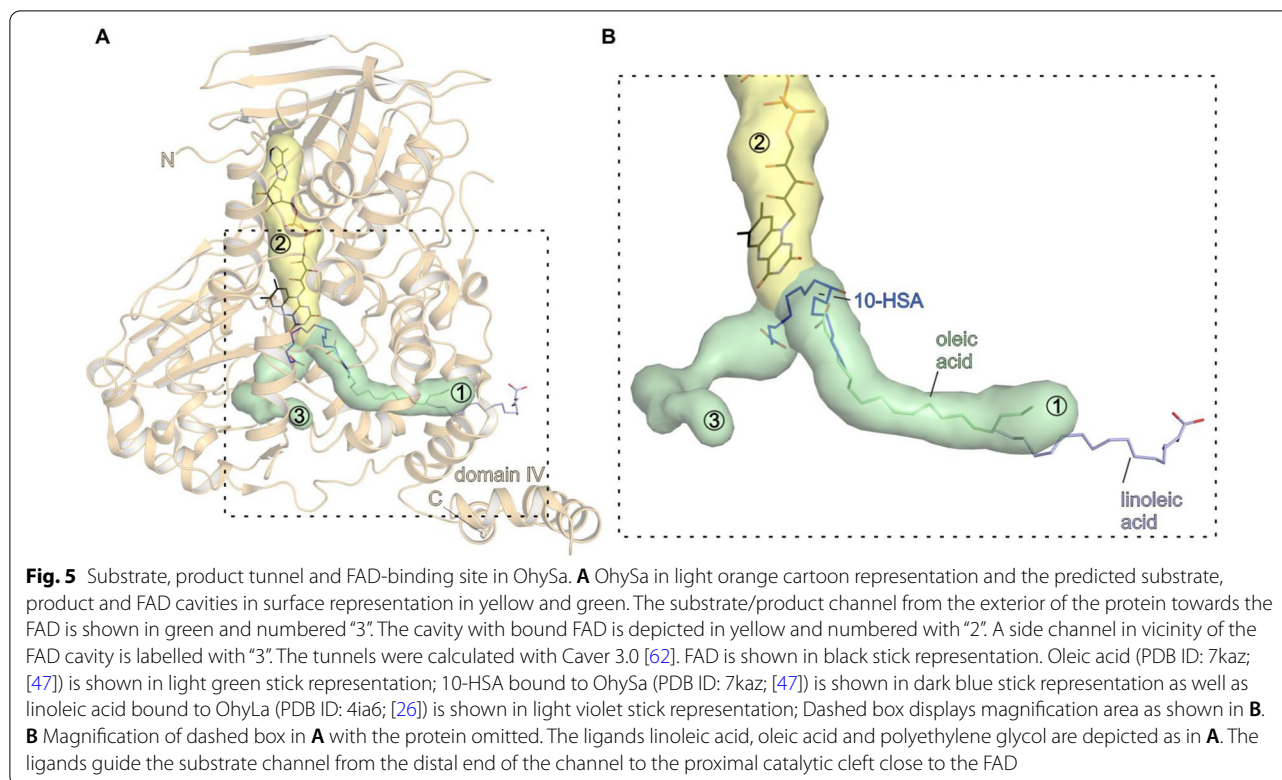 A
B
N
②
②
10-HSA
oleic
acid
①
①
③
③
domain IV
C
linoleic
acid
Fig. 5 Substrate, product tunnel and FAD-binding site in OhySa. A OhySa in light orange cartoon representation and the predicted substrate,
product and FAD cavities in surface representation in yellow and green. The substrate/product channel from the exterior of the protein towards the
FAD is shown in green and numbered “3”. The cavity with bound FAD is depicted in yellow and numbered with “2”. A side channel in vicinity of the
FAD cavity is labelled with “3”. The tunnels were calculated with Caver 3.0 [62]. FAD is shown in black stick representation. Oleic acid (PDB ID: 7kaz;
[47]) is shown in light green stick representation; 10-HSA bound to OhySa (PDB ID: 7kaz; [47]) is shown in dark blue stick representation as well as
linoleic acid bound to OhyLa (PDB ID: 4ia6; [26]) is shown in light violet stick representation; Dashed box displays magnification area as shown in B.
B Magnification of dashed box in A with the protein omitted. The ligands linoleic acid, oleic acid and polyethylene glycol are depicted as in A. The
ligands guide the substrate channel from the distal end of the channel to the proximal catalytic cleft close to the FAD